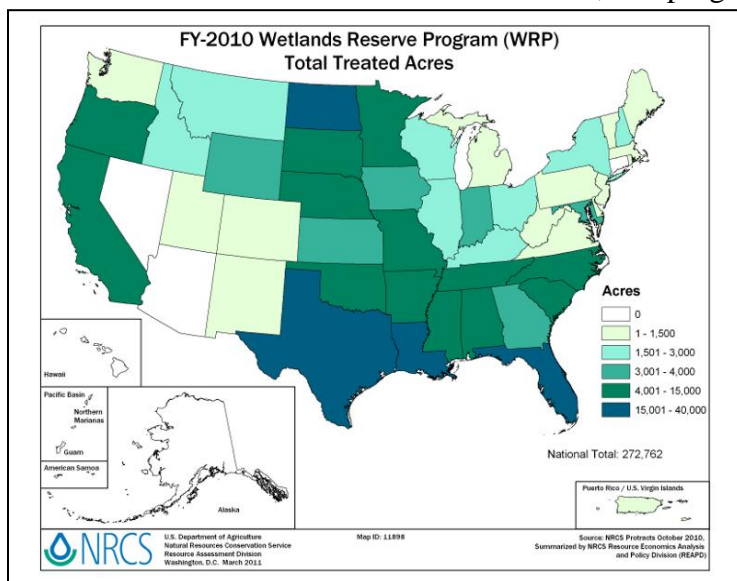 , the prog
FY-2010 Wetlands Reserve Program (WRP)
Total Treated Acres
Acres
0
1 - 1,500
1,501 - 3,000
3,001 - 4,000
4,001 - 15,000
15,001 - 40,000
National Total: 272,762
Hawaii
Pacific Basin
Northern
Marianas
Guam
American Samoa
Alaska
Puerto Rico / U.S. Virgin Islands
NRCS
U.S. Department of Agriculture
Natural Resources Conservation Service
Resource Assessment Division
Washington, D.C. March 2011
Map ID: 11898
Source: NRCS Protracts October 2010,
Summarized by NRCS Resource Economics Analysis
and Policy Division (REAPD)